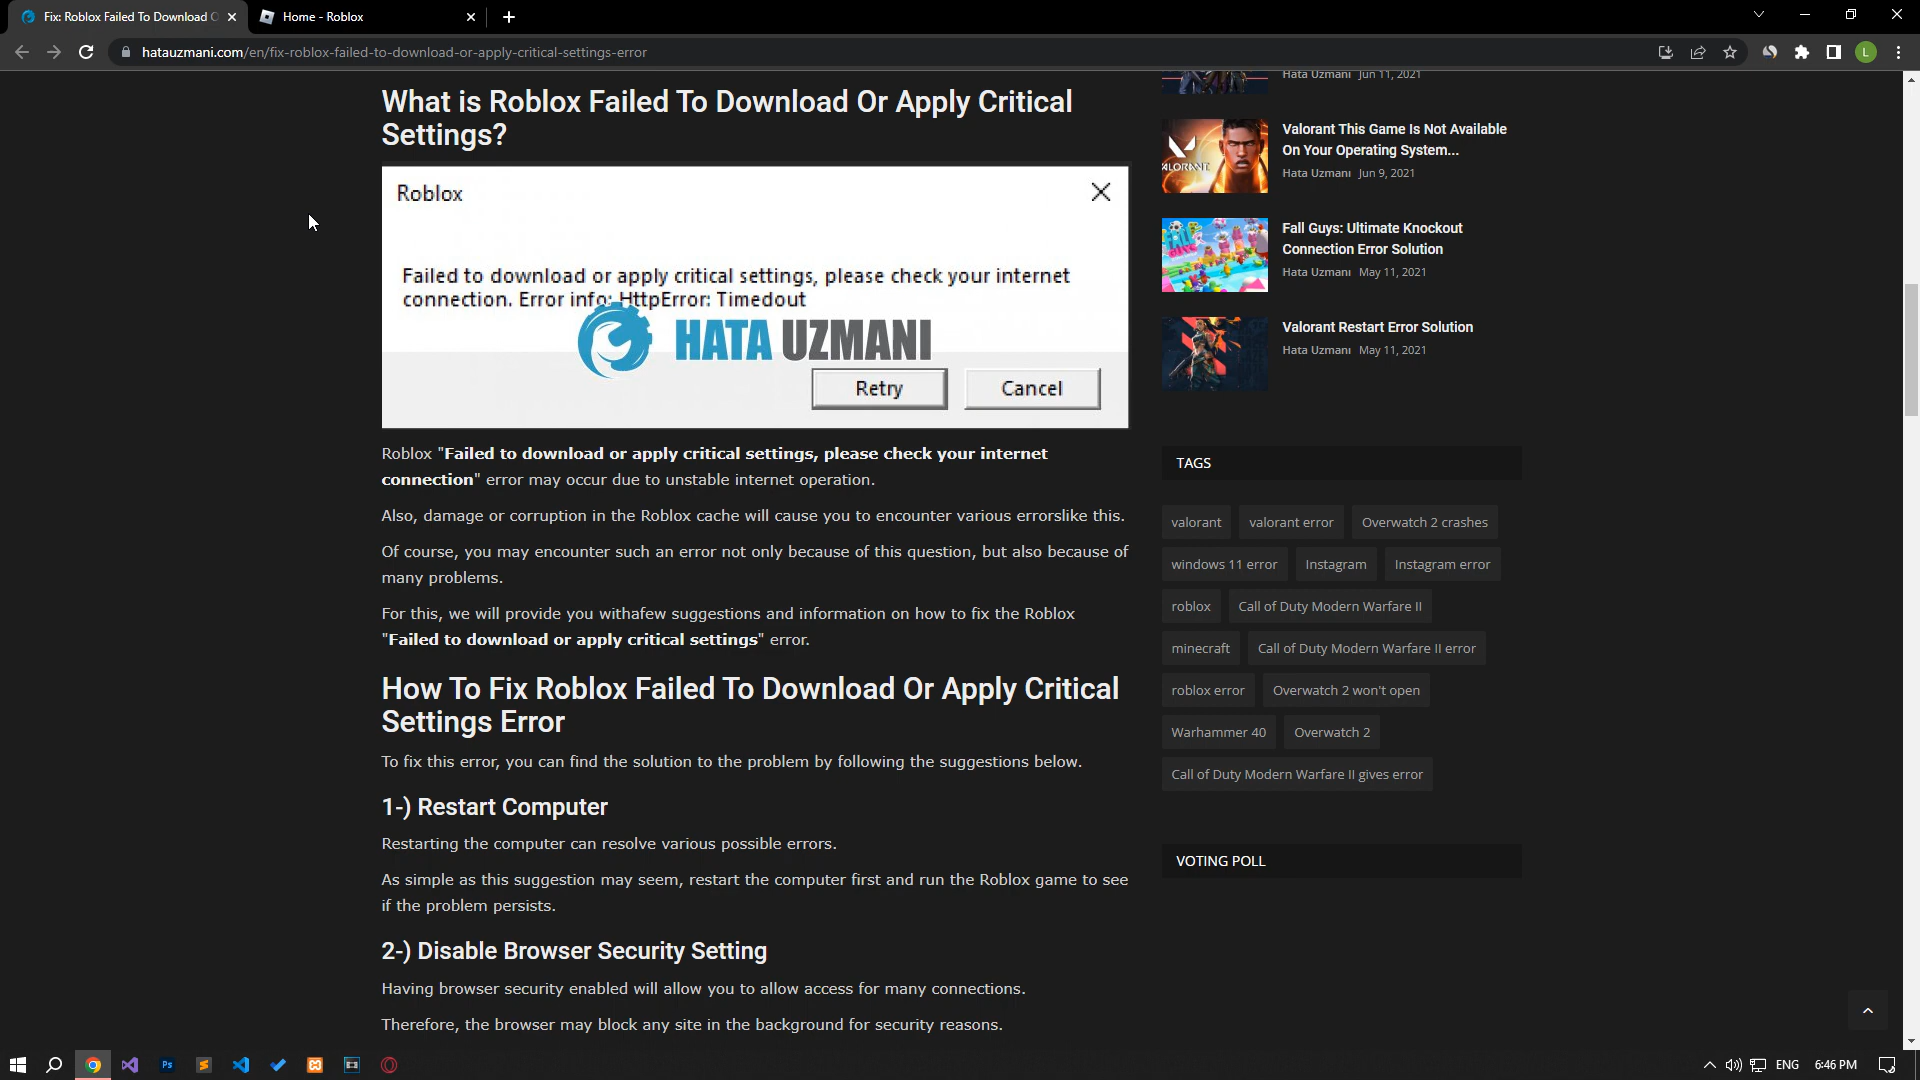 Fix: Roblox Failed To Download O
Home - Roblox
hatauzmani.com/en/fix-roblox-failed-to-download-or-apply-critical-settings-error
L
What is Roblox Failed To Download Or Apply Critical
Settings?
Roblox
Failed to download or apply critical settings, please check your internet
connection. Error info: HttpError: Timedout
HATA UZMANI
Retry
Cancel
Roblox "Failed to download or apply critical settings, please check your internet
connection" error may occur due to unstable internet operation.
Also, damage or corruption in the Roblox cache will cause you to encounter various errorslike this.
Of course, you may encounter such an error not only because of this question, but also because of
many problems.
For this, we will provide you withafew suggestions and information on how to fix the Roblox
"Failed to download or apply critical settings" error.
How To Fix Roblox Failed To Download Or Apply Critical
Settings Error
To fix this error, you can find the solution to the problem by following the suggestions below.
1-) Restart Computer
Restarting the computer can resolve various possible errors.
As simple as this suggestion may seem, restart the computer first and run the Roblox game to see
if the problem persists.
2-) Disable Browser Security Setting
Having browser security enabled will allow you to allow access for many connections.
Therefore, the browser may block any site in the background for security reasons.
Hata Uzmanı Jun 11, 2021
VALORANT
Valorant This Game Is Not Available
On Your Operating System...
Hata Uzmanı Jun 9, 2021
Fall Guys: Ultimate Knockout
Connection Error Solution
Hata Uzmanı May 11, 2021
Valorant Restart Error Solution
Hata Uzmanı May 11, 2021
TAGS
valorant
valorant error
Overwatch 2 crashes
windows 11 error
Instagram
Instagram error
roblox
Call of Duty Modern Warfare II
minecraft
Call of Duty Modern Warfare II error
roblox error
Overwatch 2 won't open
Warhammer 40
Overwatch 2
Call of Duty Modern Warfare II gives error
VOTING POLL
Ps
ENG
6:46 PM